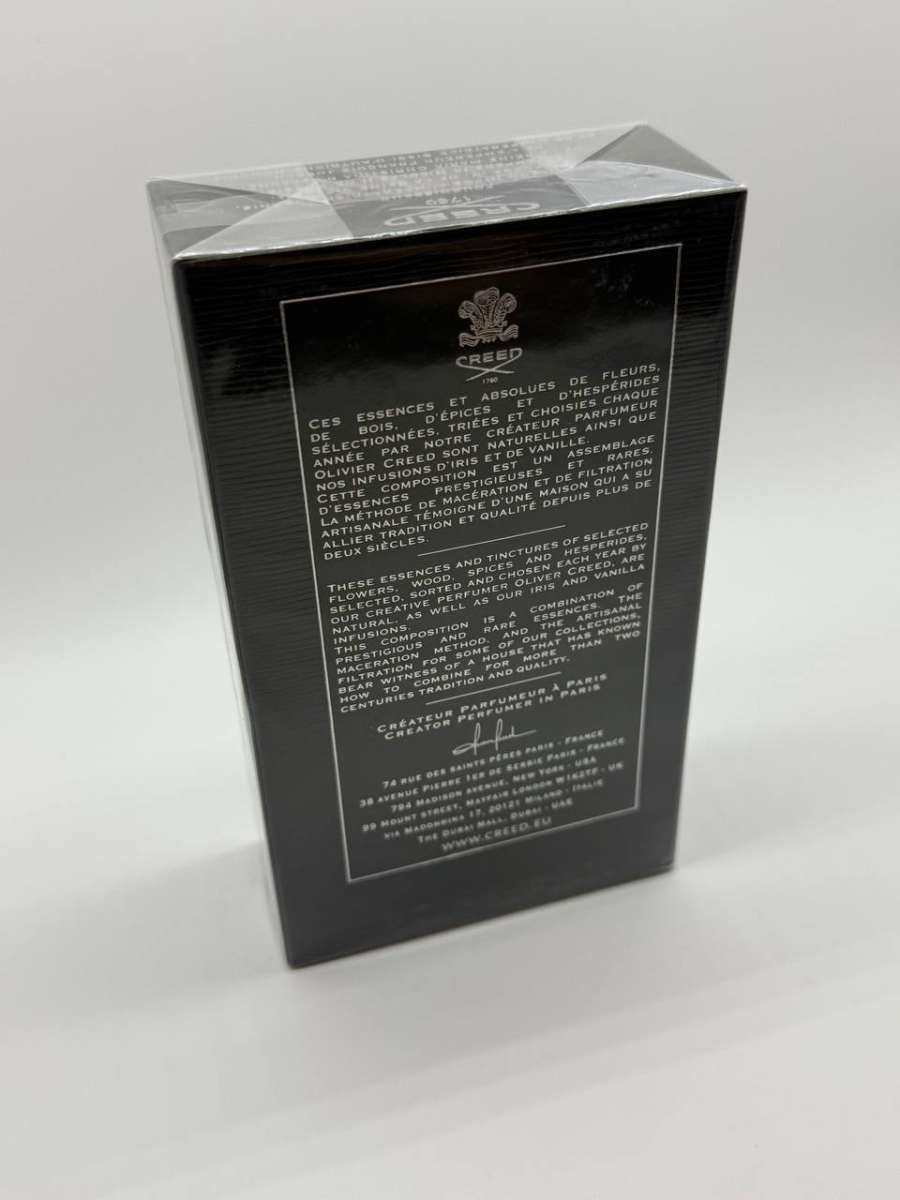 CREED
1760
CREED
1760
CES ESSENCES ET ABSOLUES DE FLEURS,
DE BOIS, D'ÉPICES ET D'HESPÉRIDES
SÉLECTIONNÉES, TRIÉES ET CHOISIES CHAQUE
ANNÉE PAR NOTRE CRÉATEUR PARFUMEUR
OLIVIER CREED SONT NATURELLES AINSI QUE
NOS INFUSIONS D'IRIS ET DE VANILLE.
CETTE COMPOSITION EST UN ASSEMBLAGE
D'ESSENCES PRESTIGIEUSES ET RARES.
LA MÉTHODE DE MACÉRATION ET DE FILTRATION
ARTISANALE TÉMOIGNE D'UNE MAISON QUI A SU
ALLIER TRADITION ET QUALITÉ DEPUIS PLUS DE
DEUX SIÈCLES.
THESE ESSENCES AND TINCTURES OF SELECTED
FLOWERS, WOOD, SPICES AND HESPERIDES,
SELECTED, SORTED AND CHOSEN EACH YEAR BY
OUR CREATIVE PERFUMER OLIVER CREED, ARE
NATURAL, AS WELL AS OUR IRIS AND VANILLA
INFUSIONS.
THIS COMPOSITION IS A COMBINATION OF
PRESTIGIOUS AND RARE ESSENCES. THE
MACERATION METHOD, AND THE ARTISANAL
FILTRATION FOR SOME OF OUR COLLECTIONS,
BEAR WITNESS OF A HOUSE THAT HAS KNOWN
HOW TO COMBINE FOR MORE THAN TWO
CENTURIES TRADITION AND QUALITY.
CRÉATEUR PARFUMEUR À PARIS
CREATOR PERFUMER IN PARIS
74 RUE DES SAINTS PÈRES PARIS - FRANCE
38 AVENUE PIERRE 1ER DE SERBIE PARIS - FRANCE
794 MADISON AVENUE, NEW YORK - USA
99 MOUNT STREET, MAYFAIR LONDON W1K2TF - UK
VIA MADONNINA 17, 20121 MILANO - ITALIE
THE DUBAI MALL, DUBAI - UAE
WWW.CREED.EU